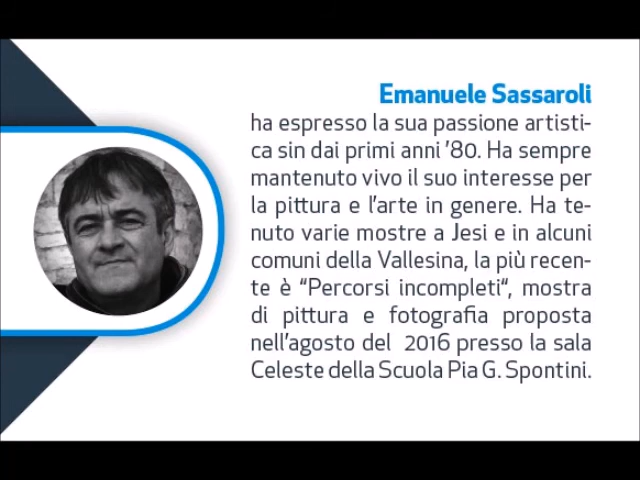 Emanuele Sassaroli
ha espresso la sua passione artisti-
ca sin dai primi anni '80. Ha sempre
mantenuto vivo il suo interesse per
la pittura e l'arte in genere. Ha te-
nuto varie mostre a Jesi e in alcuni
comuni della Vallesina, la più recen-
te è “Percorsi incompleti“, mostra
di pittura e fotografia proposta
nell'agosto del 2016 presso la sala
Celeste della Scuola Pia G. Spontini.